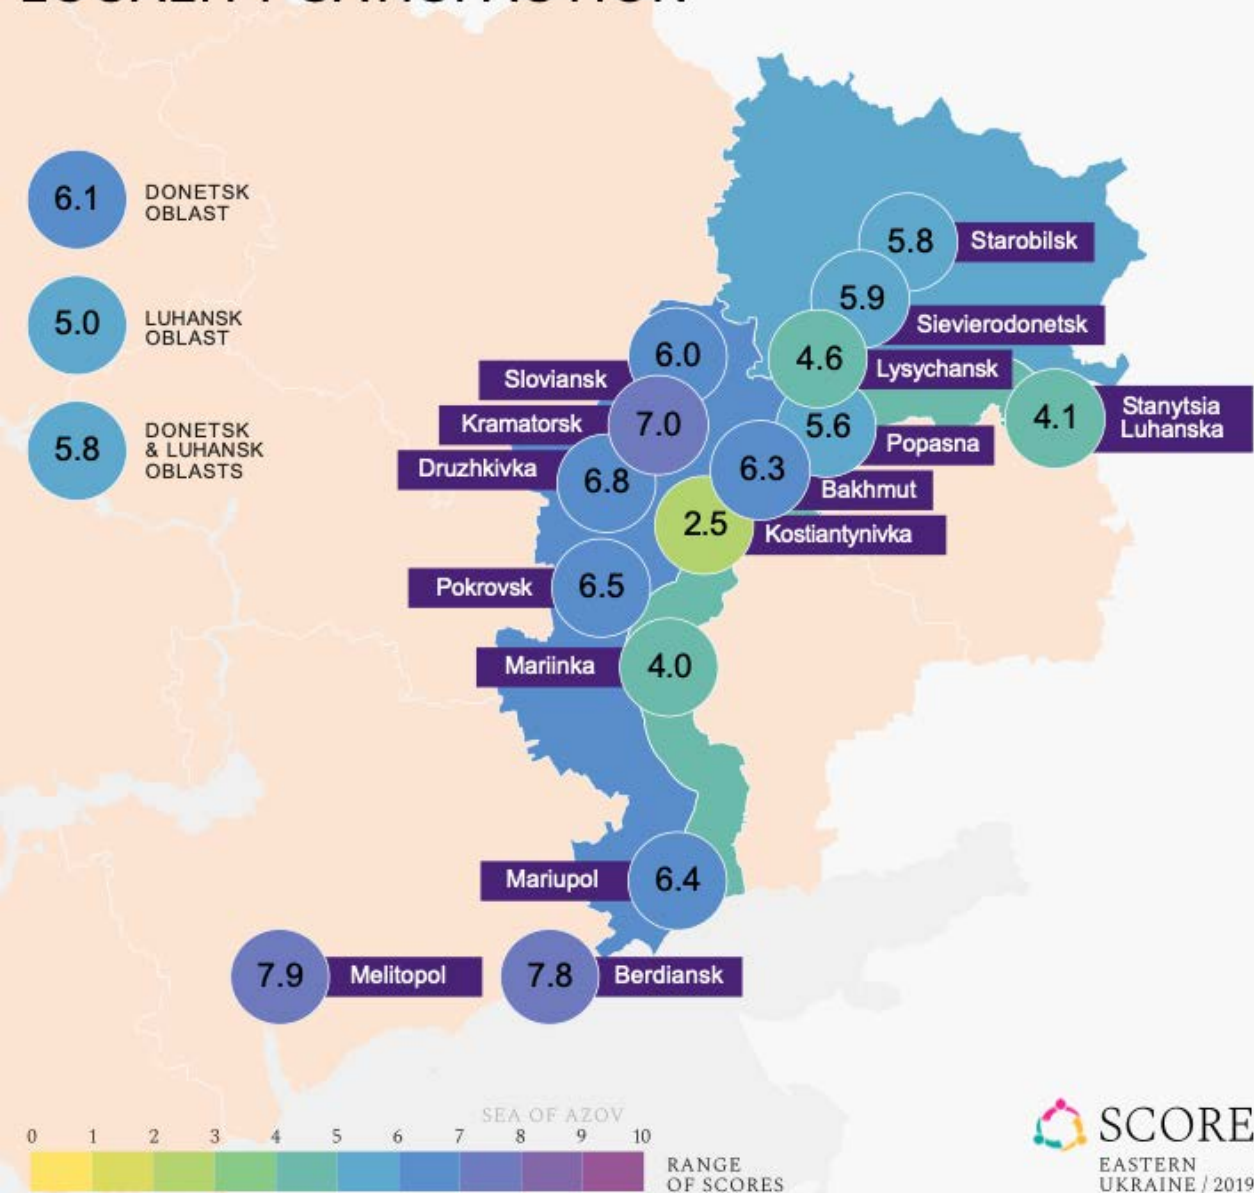 6.1
DONETSK
OBLAST
5.0
LUHANSK
OBLAST
5.8
DONETSK
& LUHANSK
OBLASTS
5.8
Starobilsk
5.9
Sievierodonetsk
6.0
Sloviansk
4.6
Lysychansk
4.1
Stanytsia
Luhanska
7.0
Kramatorsk
5.6
Popasna
6.8
Druzhkivka
6.3
Bakhmut
2.5
Kostiantynivka
Pokrovsk
6.5
Mariinka
4.0
Mariupol
6.4
7.9
Melitopol
7.8
Berdiansk
SEA OF AZOV
0 1 2 3 4 5 6 7 8 9 10
RANGE
OF SCORES
SCORE
EASTERN
UKRAINE / 2019